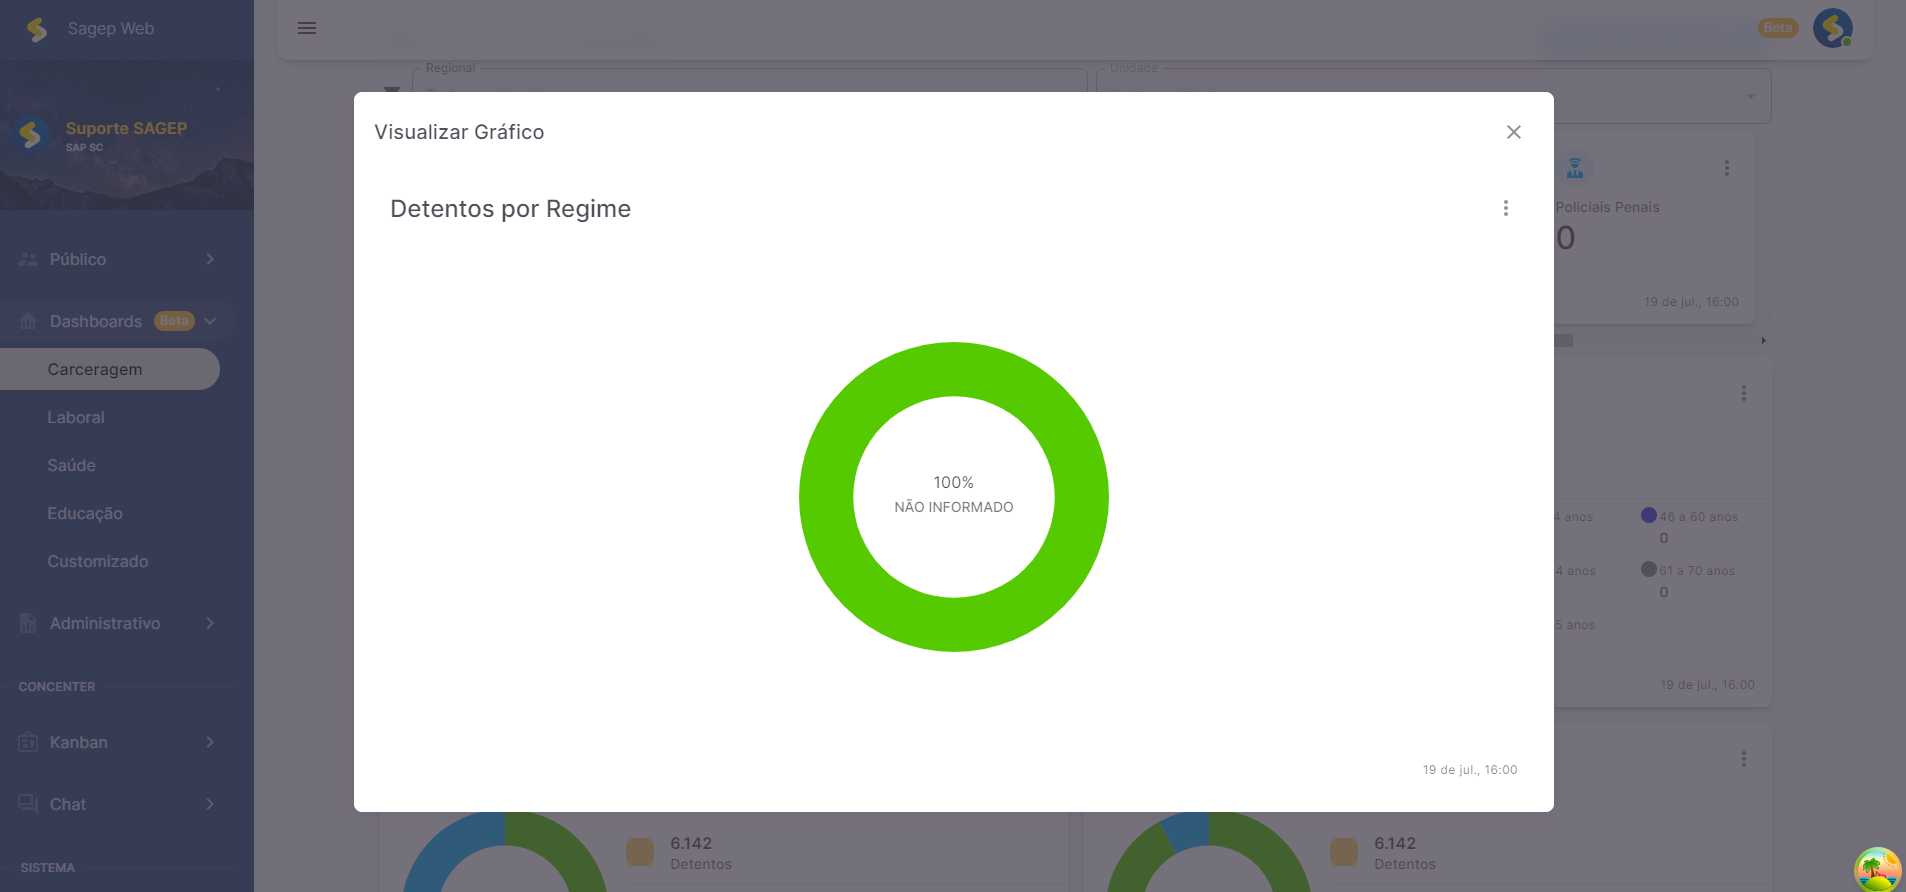 Sagep Web
Beta
Suporte SAGEP
SAP SC
Público
Dashboards Beta
Carceragem
Laboral
Saúde
Educação
Customizado
Administrativo
CONCENTER
Kanban
Chat
SISTEMA
Regional
Unidade
Visualizar Gráfico
Detentos por Regime
100%
NÃO INFORMADO
19 de jul., 16:00
Policiais Penais
0
19 de jul., 16:00
4 anos
46 a 60 anos
0
4 anos
61 a 70 anos
0
5 anos
19 de jul., 16:00
6.142
Detentos
6.142
Detentos